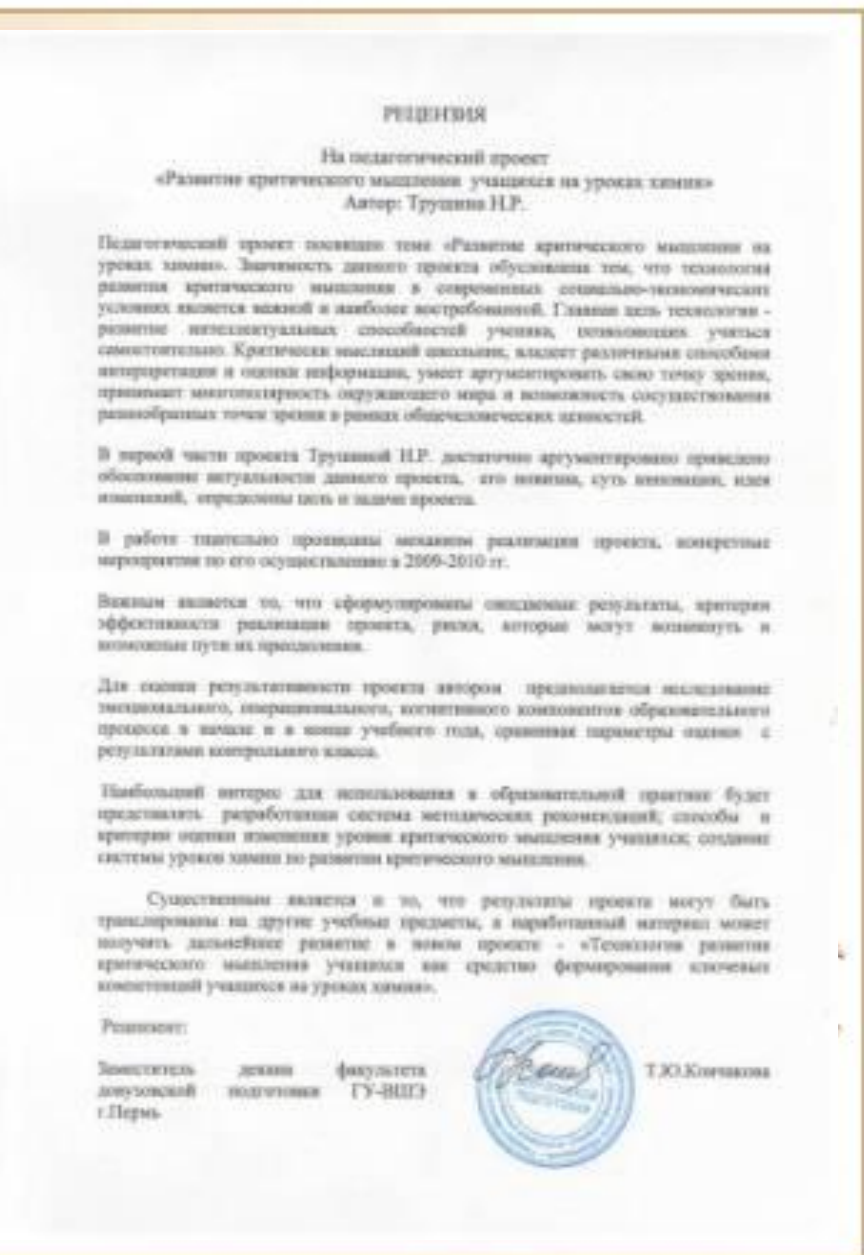 РЕЦЕНЗИЯ
На педагогический проект
«Развитие критического мышления учащихся на уроках химии»
Автор: Трушина Н.Р.
Педагогический проект посвящен теме «Развитие критического мышления на
уроках химии». Значимость данного проекта обусловлена тем, что технология
развития критического мышления в современных социально-экономических
условиях является важной и наиболее востребованной. Главная цель технологии -
развитие интеллектуальных способностей ученика, позволяющих учиться
самостоятельно. Критически мыслящий школьник, владеет различными способами
интерпретации и оценки информации, умеет аргументировать свою точку зрения,
принимает многополярность окружающего мира и возможность сосуществования
разнообразных точек зрения в рамках общечеловеческих ценностей.
В первой части проекта Трушиной Н.Р. достаточно аргументировано приведено
обоснование актуальности данного проекта, его новизна, суть инновации, идея
изменений, определены цель и задачи проекта.
В работе тщательно прописаны механизм реализации проекта, конкретные
мероприятия по его осуществлению в 2009-2010 гг.
Важным является то, что сформулированы ожидаемые результаты, критерии
эффективности реализации проекта, риски, которые могут возникнуть и
возможные пути их преодоления.
Для оценки результативности проекта автором предполагается исследование
эмоционального, операционального, когнитивного компонентов образовательного
процесса в начале и в конце учебного года, сравнивая параметры оценки с
результатами контрольного класса.
Наибольший интерес для использования в образовательной практике будет
представлять разработанная система методических рекомендаций; способы и
критерии оценки изменения уровня критического мышления учащихся; создание
системы уроков химии по развитию критического мышления.
Существенным является и то, что результаты проекта могут быть
транслированы на другие учебные предметы, а наработанный материал может
получить дальнейшее развитие в новом проекте - «Технология развития
критического мышления учащихся как средство формирования ключевых
компетенций учащихся на уроках химии».
Рецензент:
Заместитель декана факультета
довузовской подготовки ГУ-ВШЭ
г.Пермь
Т.Ю.Кончакова
ПОДГОТОВКИ